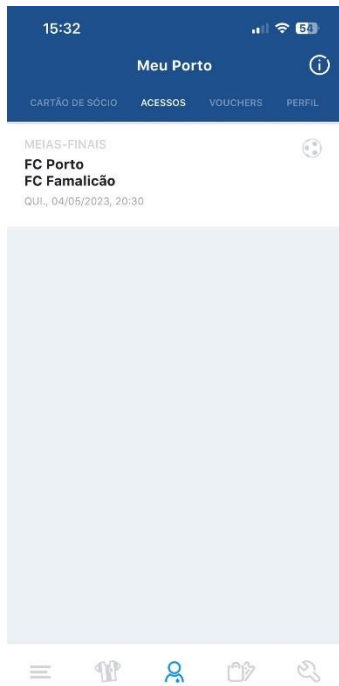 15:32
54
Meu Porto
CARTÃO DE SÓCIO ACESSOS VOUCHERS PERFIL
MEIAS-FINAIS
FC Porto
FC Famalicão
QUI., 04/05/2023, 20:30